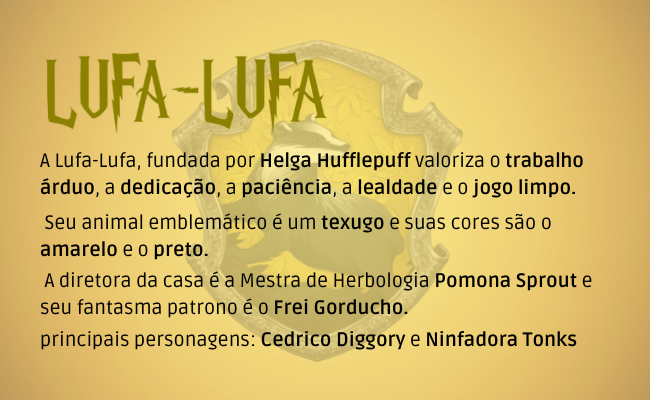 LUFA-LUFA
A Lufa-Lufa, fundada por Helga Hufflepuff valoriza o trabalho
árduo, a dedicação, a paciência, a lealdade e o jogo limpo.
Seu animal emblemático é um texugo e suas cores são o
amarelo e o preto.
A diretora da casa é a Mestra de Herbologia Pomona Sprout e
seu fantasma patrono é o Frei Gorducho.
principais personagens: Cedrico Diggory e Ninfadora Tonks